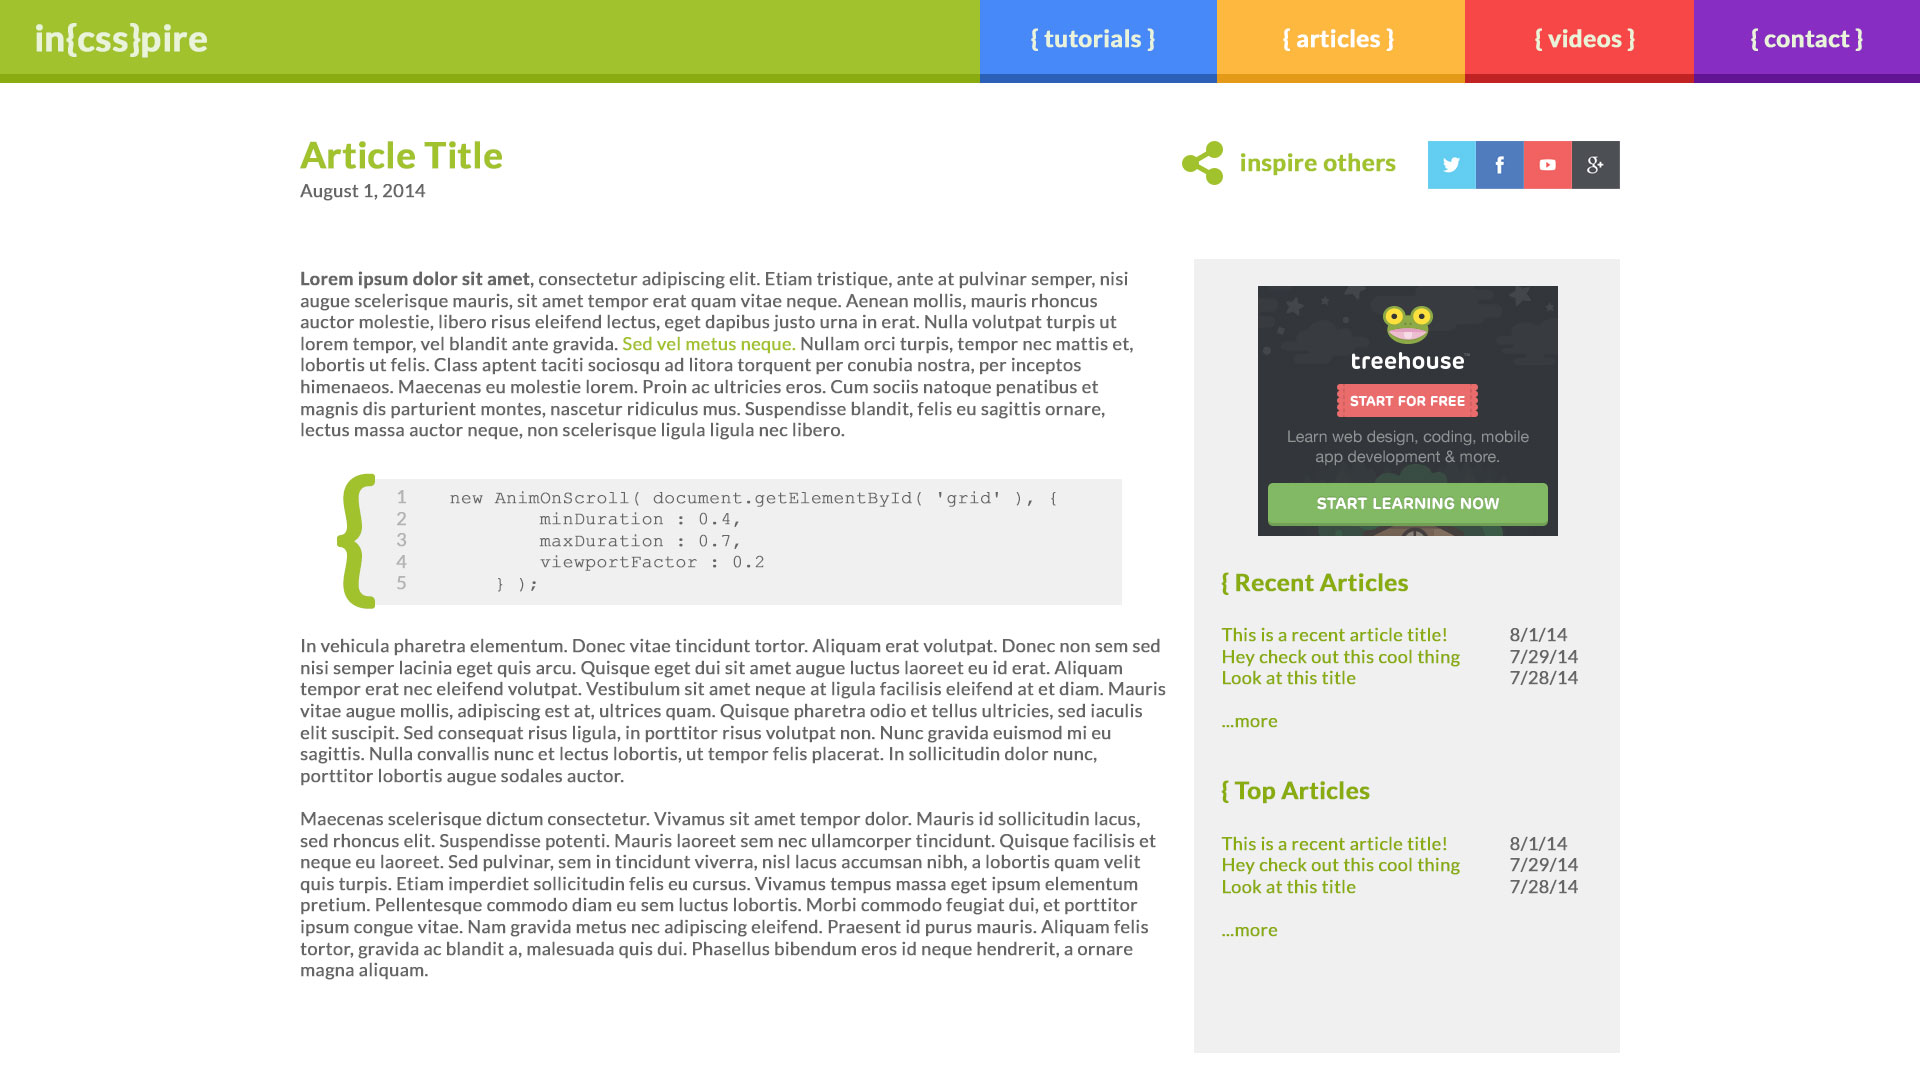 in{css}pire
{ tutorials }
{ articles }
{ videos }
{ contact }
Article Title
August 1, 2014
inspire others
f
g+
Lorem ipsum dolor sit amet, consectetur adipiscing elit. Etiam tristique, ante at pulvinar semper, nisi
augue scelerisque mauris, sit amet tempor erat quam vitae neque. Aenean mollis, mauris rhoncus
auctor molestie, libero risus eleifend lectus, eget dapibus justo urna in erat. Nulla volutpat turpis ut
lorem tempor, vel blandit ante gravida. Sed vel metus neque. Nullam orci turpis, tempor nec mattis et,
lobortis ut felis. Class aptent taciti sociosqu ad litora torquent per conubia nostra, per inceptos
himenaeos. Maecenas eu molestie lorem. Proin ac ultricies eros. Cum sociis natoque penatibus et
magnis dis parturient montes, nascetur ridiculus mus. Suspendisse blandit, felis eu sagittis ornare,
lectus massa auctor neque, non scelerisque ligula ligula nec libero.
{
1 new AnimOnScroll( document.getElementById( 'grid' ), {
2 minDuration : 0.4,
3 maxDuration : 0.7,
4 viewportFactor : 0.2
5 } );
In vehicula pharetra elementum. Donec vitae tincidunt tortor. Aliquam erat volutpat. Donec non sem sed
nisi semper lacinia eget quis arcu. Quisque eget dui sit amet augue luctus laoreet eu id erat. Aliquam
tempor erat nec eleifend volutpat. Vestibulum sit amet neque at ligula facilisis eleifend at et diam. Mauris
vitae augue mollis, adipiscing est at, ultrices quam. Quisque pharetra odio et tellus ultricies, sed iaculis
elit suscipit. Sed consequat risus ligula, in porttitor risus volutpat non. Nunc gravida euismod mi eu
sagittis. Nulla convallis nunc et lectus lobortis, ut tempor felis placerat. In sollicitudin dolor nunc,
porttitor lobortis augue sodales auctor.
Maecenas scelerisque dictum consectetur. Vivamus sit amet tempor dolor. Mauris id sollicitudin lacus,
sed rhoncus elit. Suspendisse potenti. Mauris laoreet sem nec ullamcorper tincidunt. Quisque facilisis et
neque eu laoreet. Sed pulvinar, sem in tincidunt viverra, nisl lacus accumsan nibh, a lobortis quam velit
quis turpis. Etiam imperdiet sollicitudin felis eu cursus. Vivamus tempus massa eget ipsum elementum
pretium. Pellentesque commodo diam eu sem luctus lobortis. Morbi commodo feugiat dui, et porttitor
ipsum congue vitae. Nam gravida metus nec adipiscing eleifend. Praesent id purus mauris. Aliquam felis
tortor, gravida ac blandit a, malesuada quis dui. Phasellus bibendum eros id neque hendrerit, a ornare
magna aliquam.
treehouse™
START FOR FREE
Learn web design, coding, mobile
app development & more.
START LEARNING NOW
{ Recent Articles
This is a recent article title! 8/1/14
Hey check out this cool thing 7/29/14
Look at this title 7/28/14
...more
{ Top Articles
This is a recent article title! 8/1/14
Hey check out this cool thing 7/29/14
Look at this title 7/28/14
...more